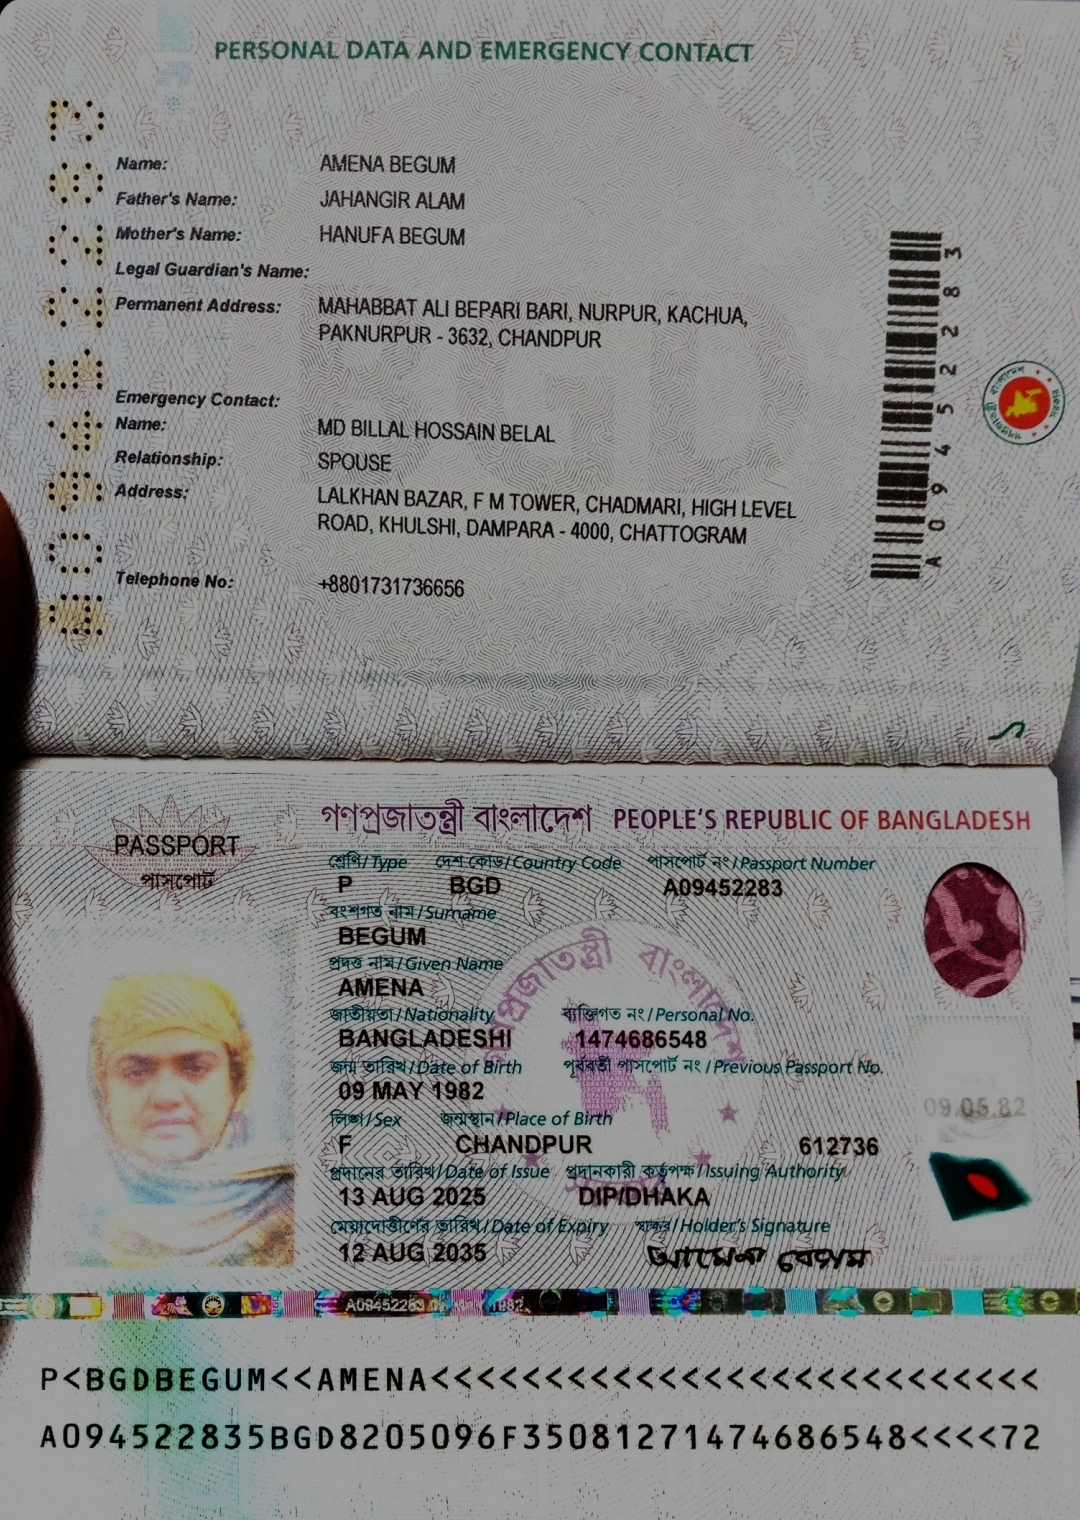 PERSONAL DATA AND EMERGENCY CONTACT
Name: AMENA BEGUM
Father's Name: JAHANGIR ALAM
Mother's Name: HANUFA BEGUM
Legal Guardian's Name:
Permanent Address: MAHABBAT ALI BEPARI BARI, NURPUR, KACHUA,
PAKNURPUR - 3632, CHANDPUR
Emergency Contact:
Name: MD BILLAL HOSSAIN BELAL
Relationship: SPOUSE
Address: LALKHAN BAZAR, F M TOWER, CHADMARI, HIGH LEVEL
ROAD, KHULSHI, DAMPARA - 4000, CHATTOGRAM
Telephone No: +8801731736656
A09452283
A09452283
গণপ্রজাতন্ত্রী বাংলাদেশ PEOPLE'S REPUBLIC OF BANGLADESH
PASSPORT
পাসপোর্ট
শ্রেণি/Type দেশ কোড/Country Code পাসপোর্ট নং/Passport Number
P BGD A09452283
বংশগত নাম/Surname
BEGUM
প্রদত্ত নাম/Given Name
AMENA
জাতীয়তা/Nationality ব্যক্তিগত নং/Personal No.
BANGLADESHI 1474686548
জন্ম তারিখ/Date of Birth পূর্ববর্তী পাসপোর্ট নং/Previous Passport No.
09 MAY 1982
লিঙ্গ/Sex জন্মস্থান/Place of Birth
F CHANDPUR 612736
প্রদানের তারিখ/Date of Issue প্রদানকারী কর্তৃপক্ষ/Issuing Authority
13 AUG 2025 DIP/DHAKA
মেয়াদোত্তীর্ণের তারিখ/Date of Expiry স্বাক্ষর/Holder's Signature
12 AUG 2035 আমেনা বেগম
09.05.82
P<BGDBEGUM<<AMENA<<<<<<<<<<<<<<<<<<<<<<<<<<<
A094522835BGD8205096F35081271474686548<<<<72